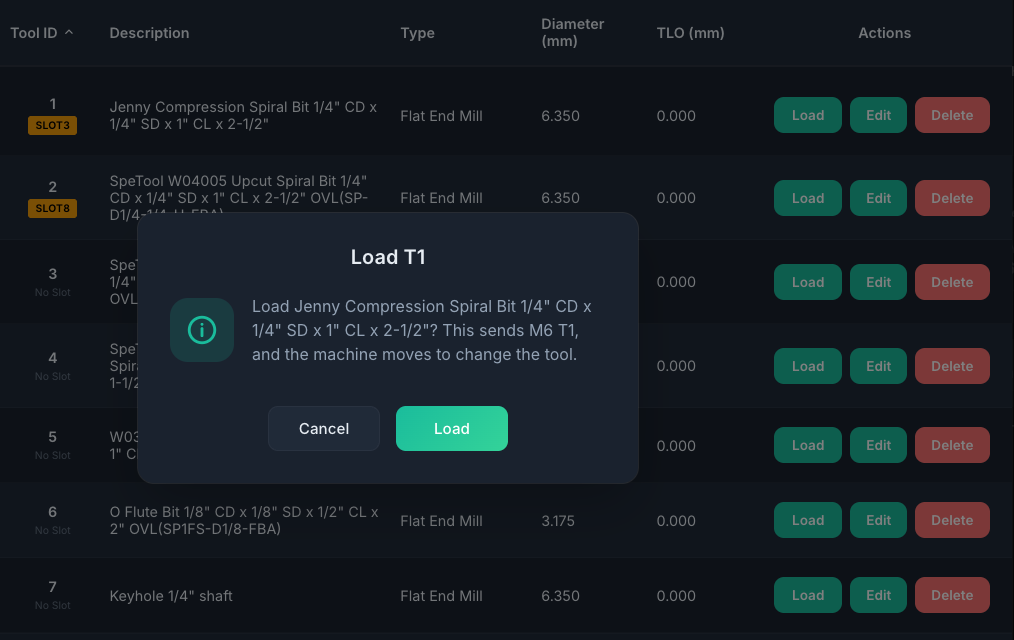 Tool ID
Description
Type
Diameter
(mm)
TLO (mm)
Actions
1
SLOT3
Jenny Compression Spiral Bit 1/4" CD x
1/4" SD x 1" CL x 2-1/2"
Flat End Mill
6.350
0.000
Load
Edit
Delete
2
SLOT8
SpeTool W04005 Upcut Spiral Bit 1/4"
CD x 1/4" SD x 1" CL x 2-1/2" OVL(SP-
Flat End Mill
6.350
0.000
Load
Edit
Delete
3
No Slot
1/4"
OVL
0.000
Load
Edit
Delete
4
No Slot
1-1/2
0.000
Load
Edit
Delete
5
No Slot
1" C
0.000
Load
Edit
Delete
6
No Slot
O Flute Bit 1/8" CD x 1/8" SD x 1/2" CL x
2" OVL(SP1FS-D1/8-FBA)
Flat End Mill
3.175
0.000
Load
Edit
Delete
7
No Slot
Keyhole 1/4" shaft
Flat End Mill
6.350
0.000
Load
Edit
Delete
Load T1
Load Jenny Compression Spiral Bit 1/4" CD x
1/4" SD x 1" CL x 2-1/2"? This sends M6 T1,
and the machine moves to change the tool.
Cancel
Load